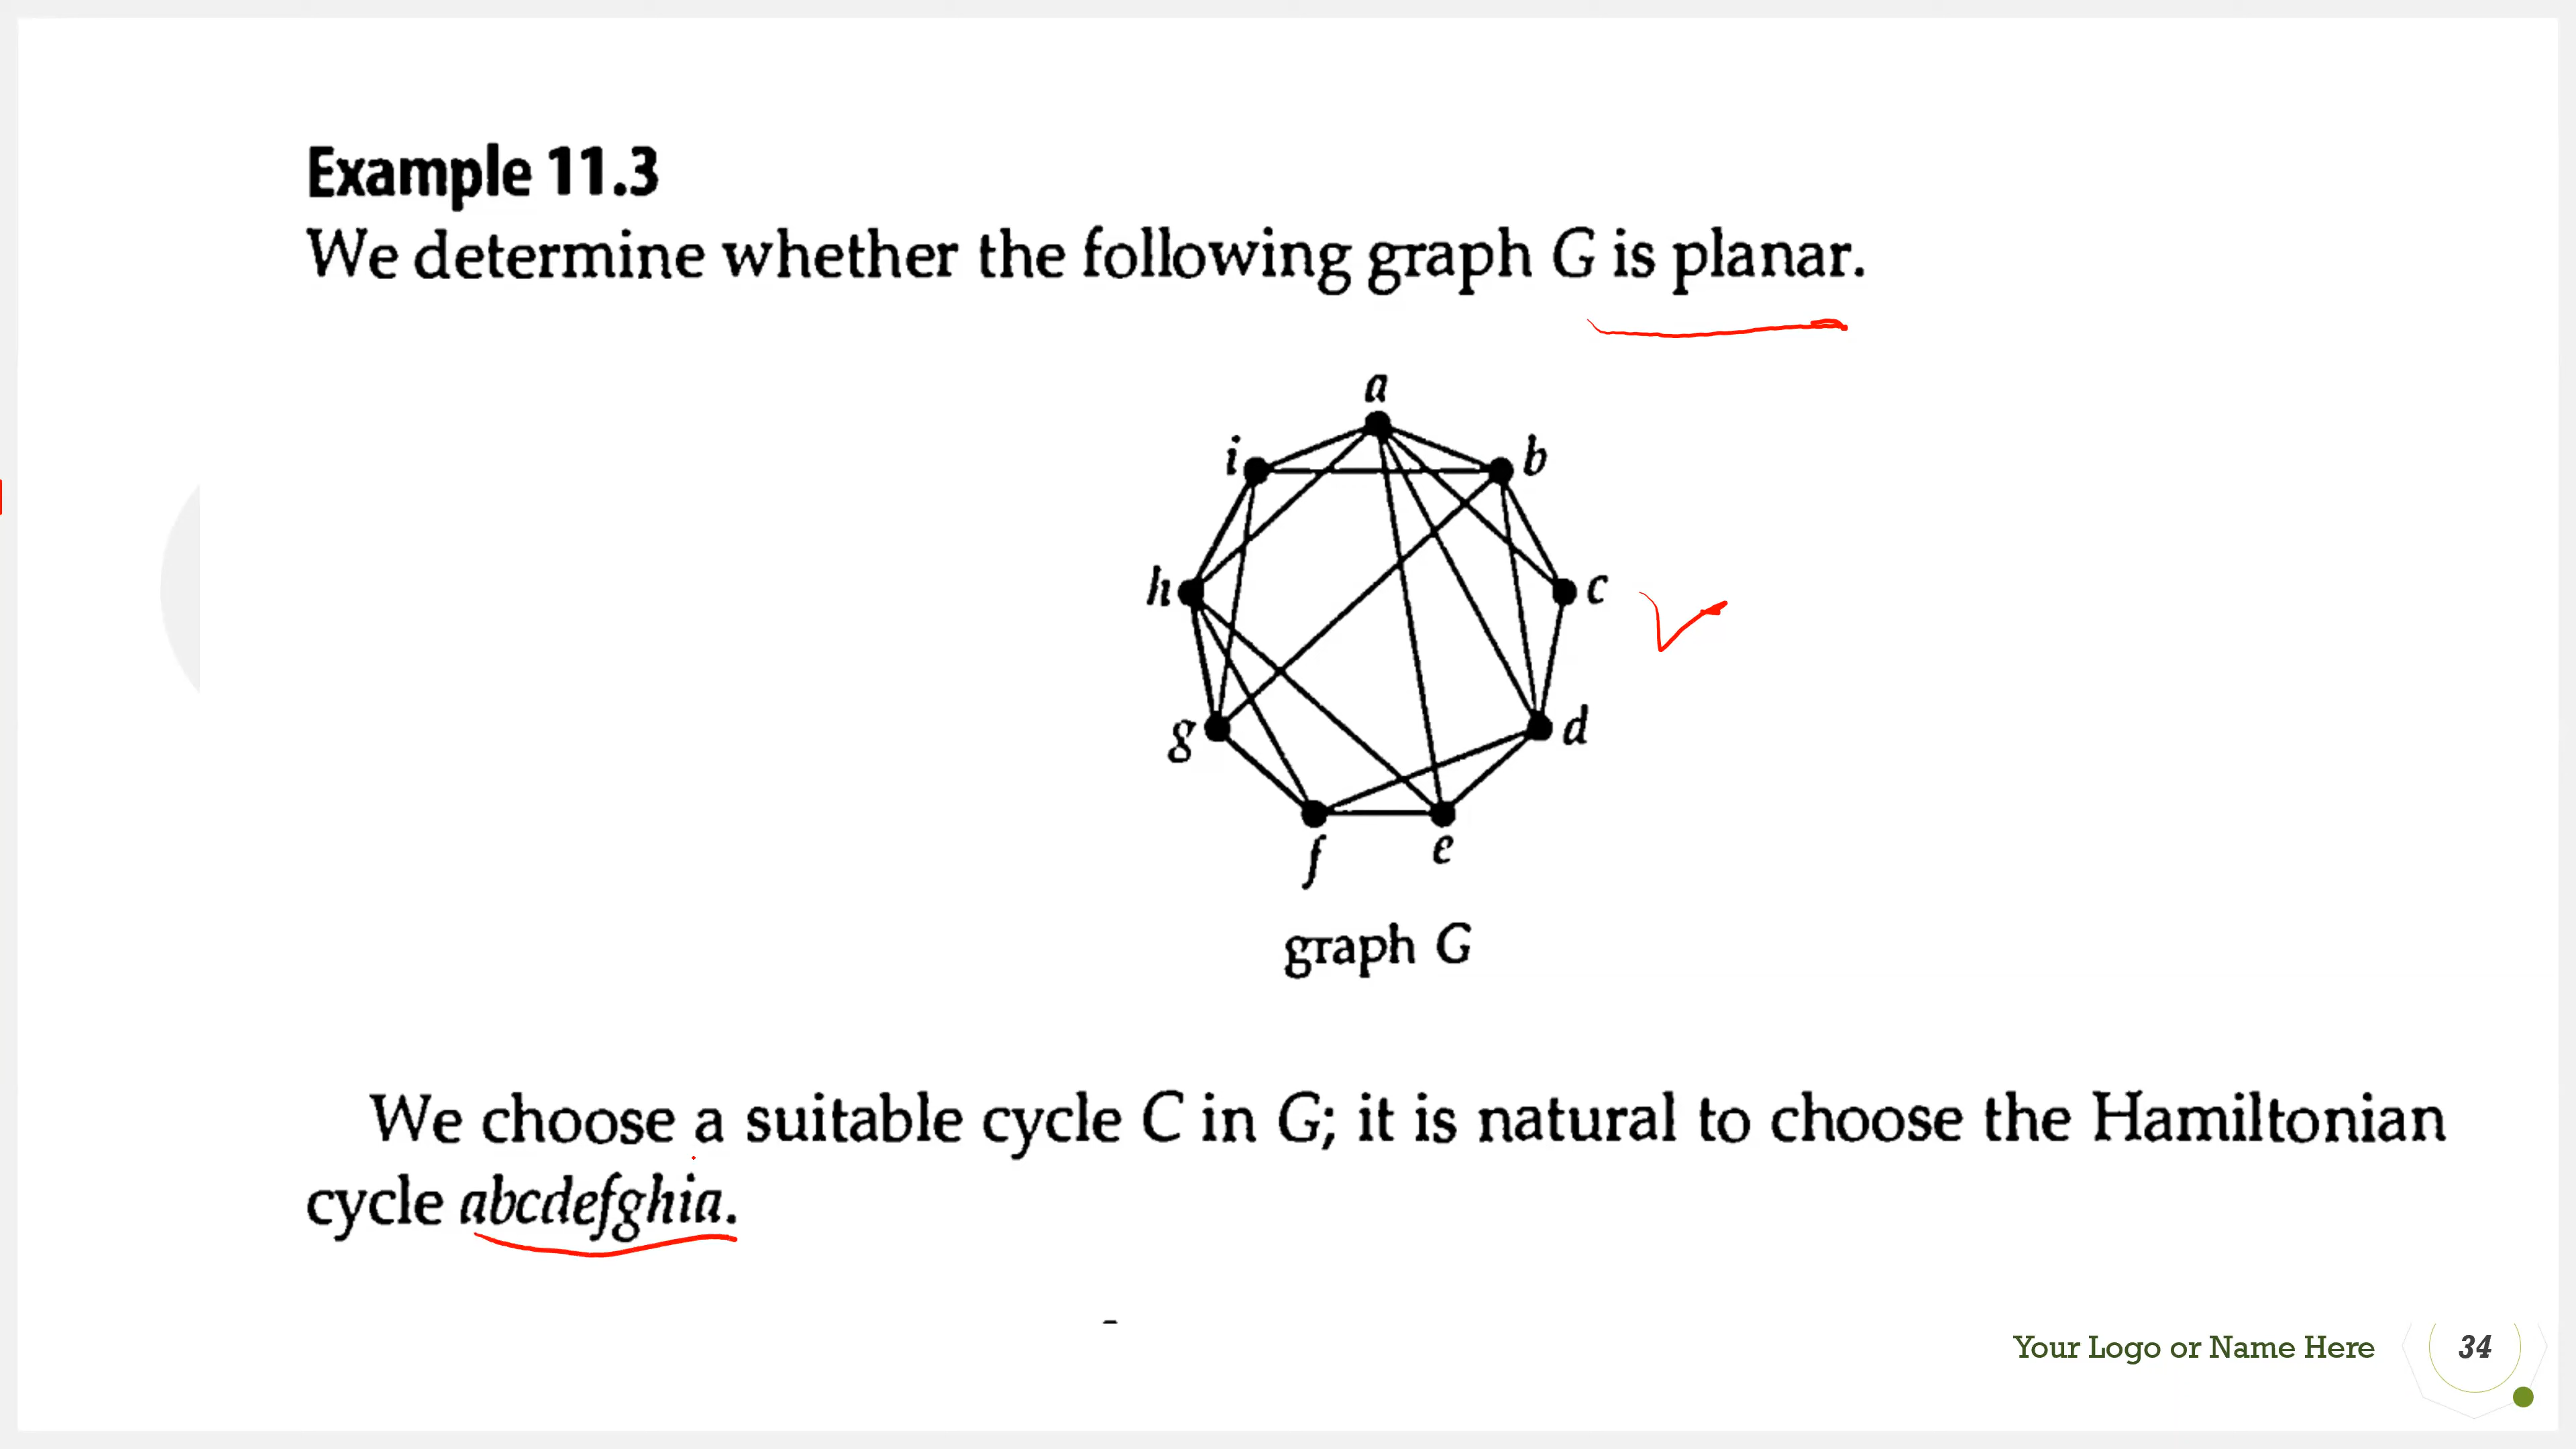 Example 11.3
We determine whether the following graph G is planar.
a
i
b
h
c
g
d
f
e
graph G
We choose a suitable cycle C in G; it is natural to choose the Hamiltonian
cycle abcdefghia.
Your Logo or Name Here
34